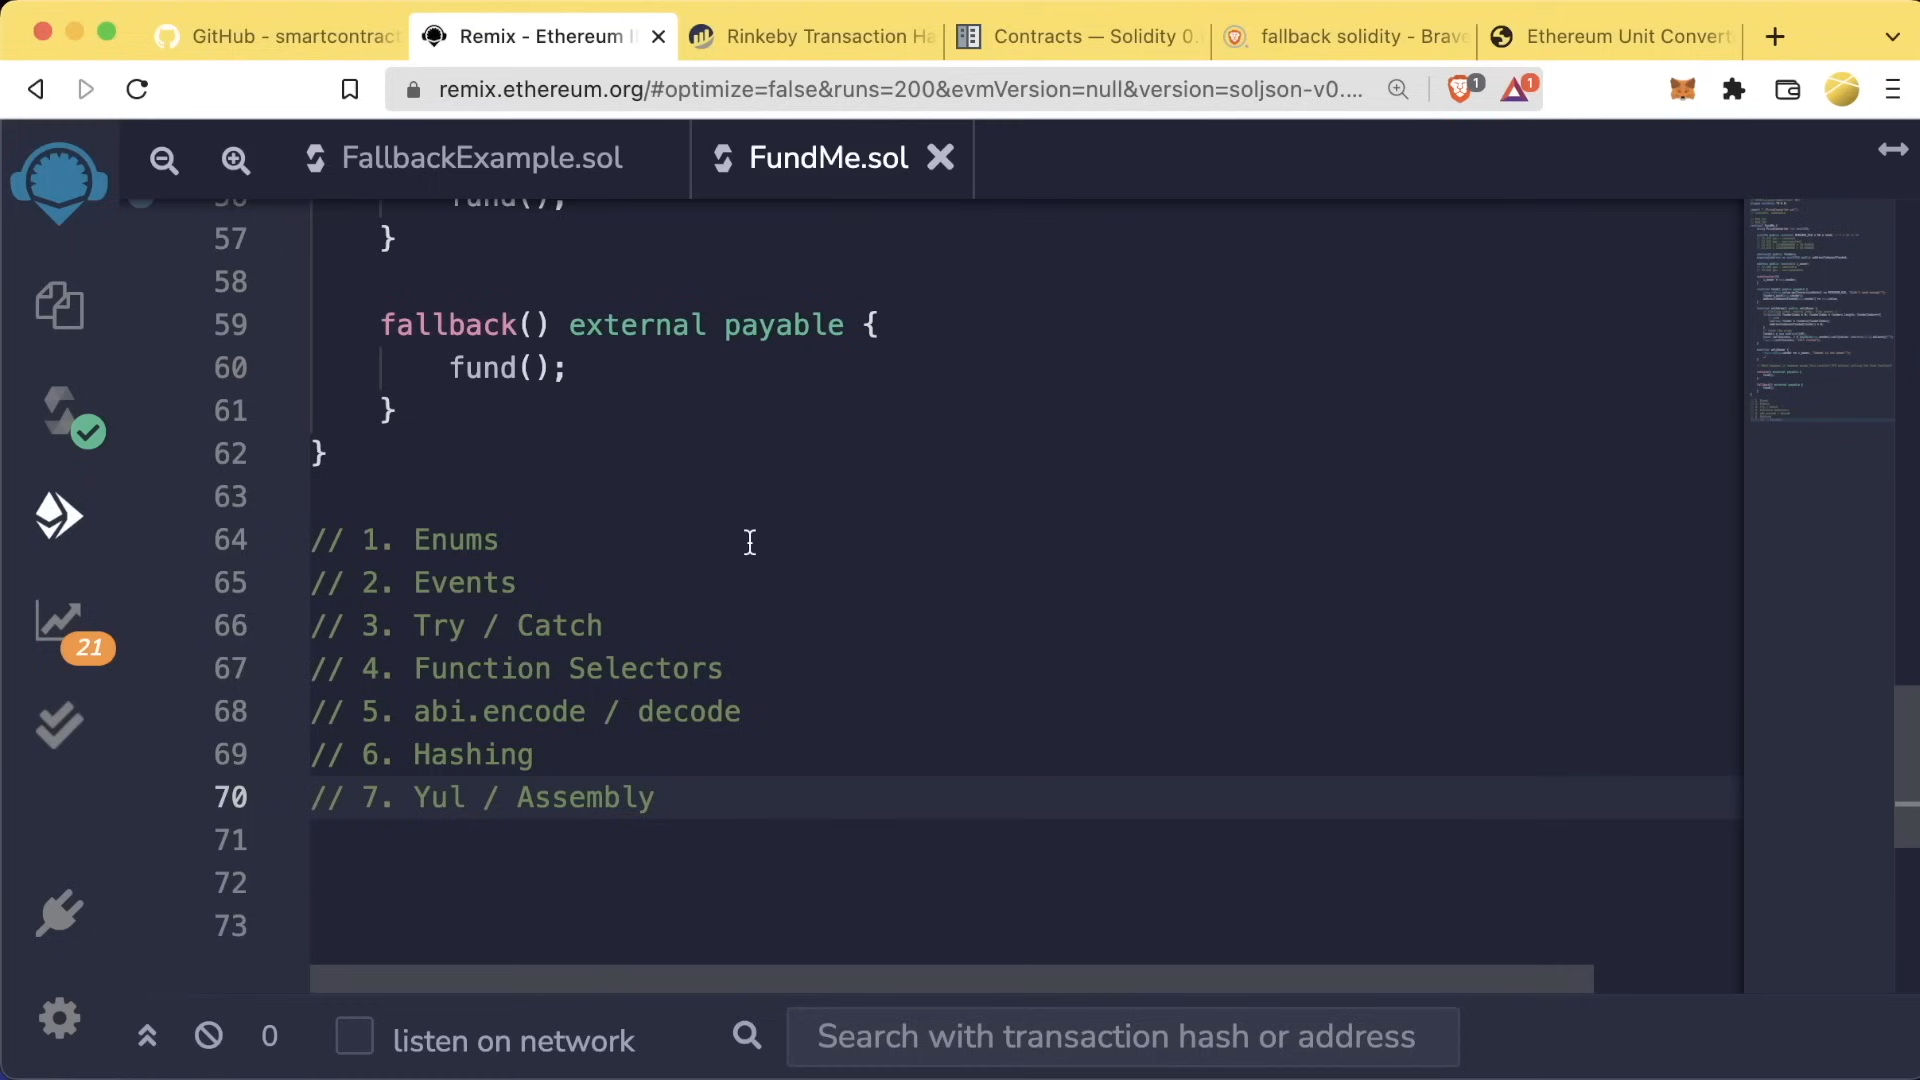 GitHub - smartcontract
Remix - Ethereum I
Rinkeby Transaction Ha
Contracts — Solidity 0.
fallback solidity - Brave
Ethereum Unit Convert
remix.ethereum.org/#optimize=false&runs=200&evmVersion=null&version=soljson-v0....
1
1
FallbackExample.sol
FundMe.sol
56 fund();
57 }
58
59 fallback() external payable {
60 fund();
61 }
62 }
63
64 // 1. Enums
65 // 2. Events
66 // 3. Try / Catch
67 // 4. Function Selectors
68 // 5. abi.encode / decode
69 // 6. Hashing
70 // 7. Yul / Assembly
71
72
73
21
0
listen on network
Search with transaction hash or address